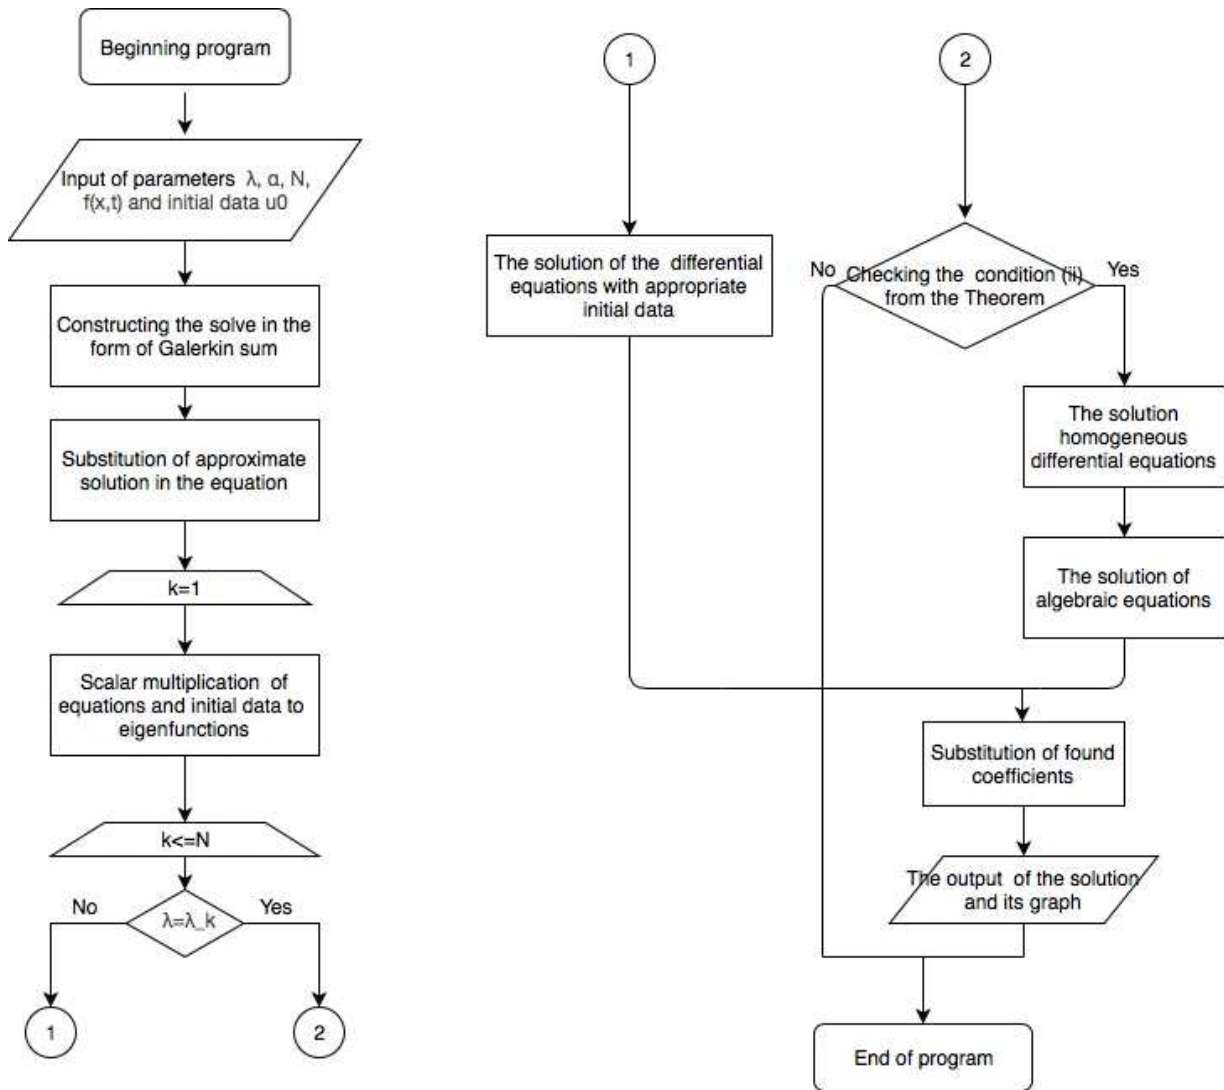 Beginning program
Input of parameters λ, α, N,
f(x,t) and initial data u0
Constructing the solve in the
form of Galerkin sum
Substitution of approximate
solution in the equation
k=1
Scalar multiplication of
equations and initial data to
eigenfunctions
k<=N
No
Yes
λ=λ_k
1
2
1
The solution of the differential
equations with appropriate
initial data
2
No
Checking the condition (ii)
from the Theorem
Yes
The solution
homogeneous
differential equations
The solution of
algebraic equations
Substitution of found
coefficients
The output of the solution
and its graph
End of program